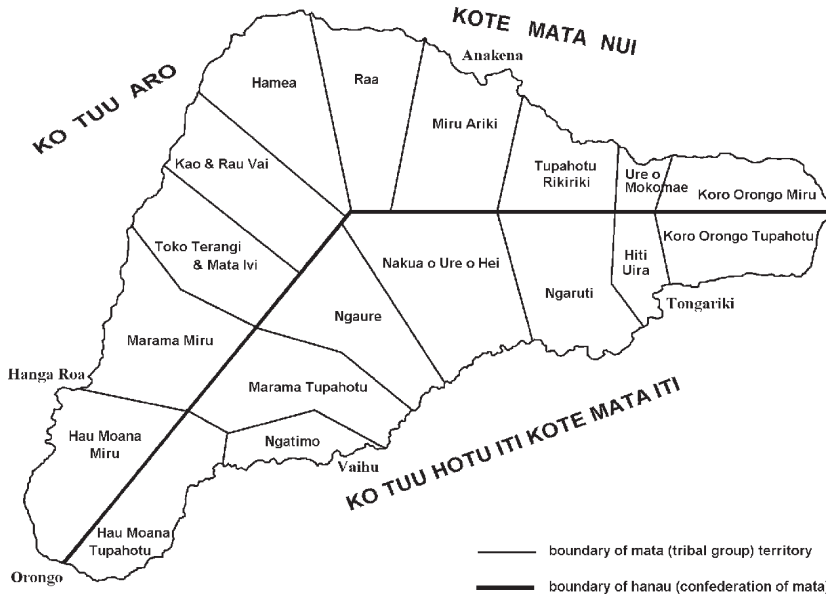 KOTE MATA NUI
Anakena
KO TUU ARO
Hamea
Raa
Miru Ariki
Kao & Rau Vai
Tupahotu
Rikiriki
Ure o
Mokomae
Koro Orongo Miru
Toko Terangi
& Mata Ivi
Nakua o Ure o Hei
Hiti
Uira
Koro Orongo Tupahotu
Ngaruti
Tongariki
Ngaure
Marama Miru
Hanga Roa
Marama Tupahotu
Hau Moana
Miru
Ngatimo
Vaihu
KO TUU HOTU ITI KOTE MATA ITI
Hau Moana
Tupahotu
Orongo
boundary of mata (tribal group) territory
boundary of hanau (confederation of mata)